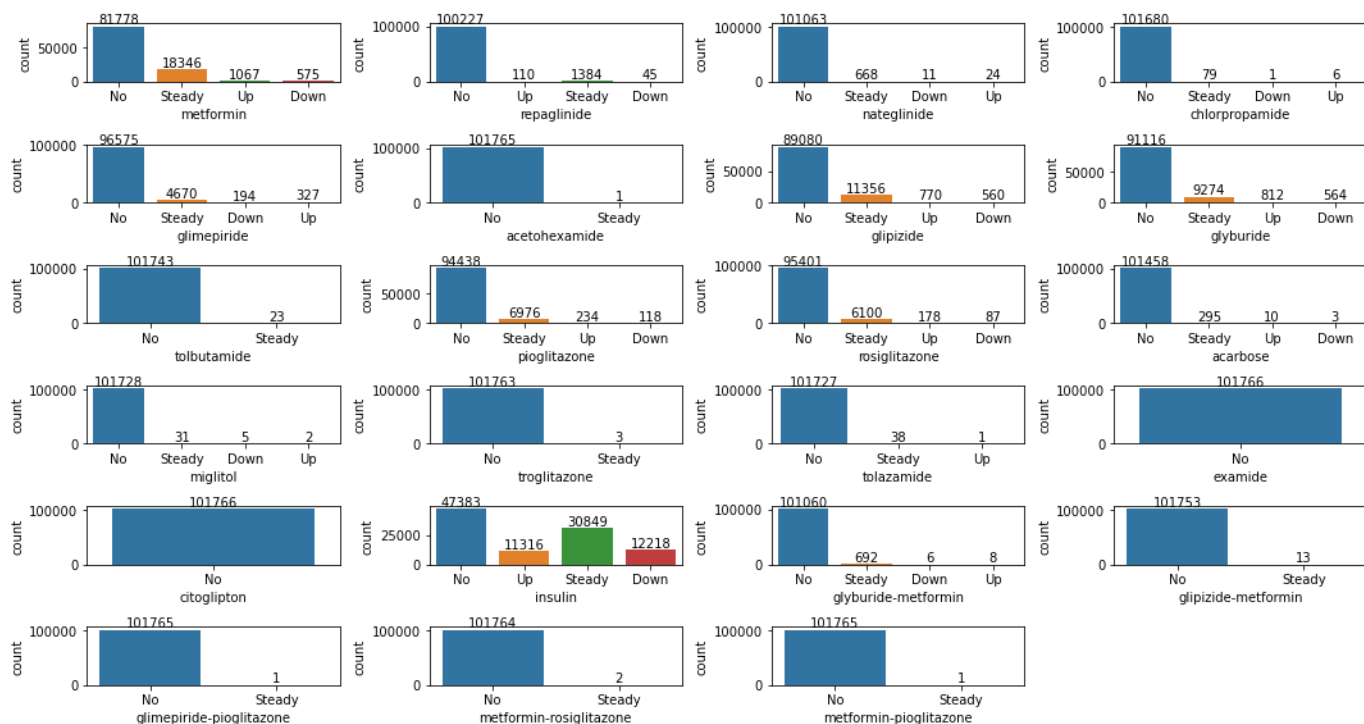 81778
count
50000
18346
1067
575
0
No Steady Up Down
metformin
100227
count
100000
110
1384
45
0
No Up Steady Down
repaglinide
101063
count
100000
668
11
24
0
No Steady Down Up
nateglinide
101680
count
100000
79
1
6
0
No Steady Down Up
chlorpropamide
96575
count
100000
4670
194
327
0
No Steady Down Up
glimepiride
101765
count
100000
1
0
No Steady
acetohexamide
89080
count
50000
11356
770
560
0
No Steady Up Down
glipizide
91116
count
50000
9274
812
564
0
No Steady Up Down
glyburide
101743
count
100000
23
0
No Steady
tolbutamide
94438
count
50000
6976
234
118
0
No Steady Up Down
pioglitazone
95401
count
100000
6100
178
87
0
No Steady Up Down
rosiglitazone
101458
count
100000
295
10
3
0
No Steady Up Down
acarbose
101728
count
100000
31
5
2
0
No Steady Down Up
miglitol
101763
count
100000
3
0
No Steady
troglitazone
101727
count
100000
38
1
0
No Steady Up
tolazamide
101766
count
100000
0
No
examide
101766
count
100000
0
No
citoglipton
47383
count
25000
11316
30849
12218
0
No Up Steady Down
insulin
101060
count
100000
692
6
8
0
No Steady Down Up
glyburide-metformin
101753
count
100000
13
0
No Steady
glipizide-metformin
101765
count
100000
1
0
No Steady
glimepiride-pioglitazone
101764
count
100000
2
0
No Steady
metformin-rosiglitazone
101765
count
100000
1
0
No Steady
metformin-pioglitazone